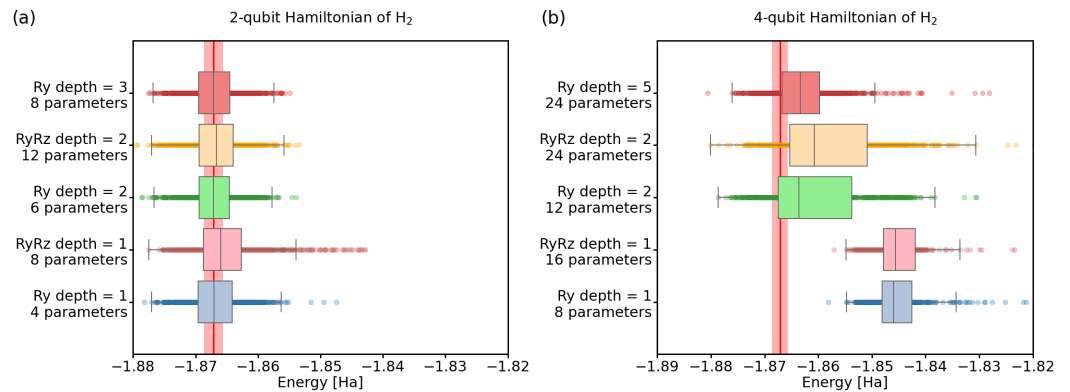 (a)
2-qubit Hamiltonian of H₂
Ry depth = 3
8 parameters
RyRz depth = 2
12 parameters
Ry depth = 2
6 parameters
RyRz depth = 1
8 parameters
Ry depth = 1
4 parameters
−1.88 −1.87 −1.86 −1.85 −1.84 −1.83 −1.82
Energy [Ha]
(b)
4-qubit Hamiltonian of H₂
Ry depth = 5
24 parameters
RyRz depth = 2
24 parameters
Ry depth = 2
12 parameters
RyRz depth = 1
16 parameters
Ry depth = 1
8 parameters
−1.89 −1.88 −1.87 −1.86 −1.85 −1.84 −1.83 −1.82
Energy [Ha]